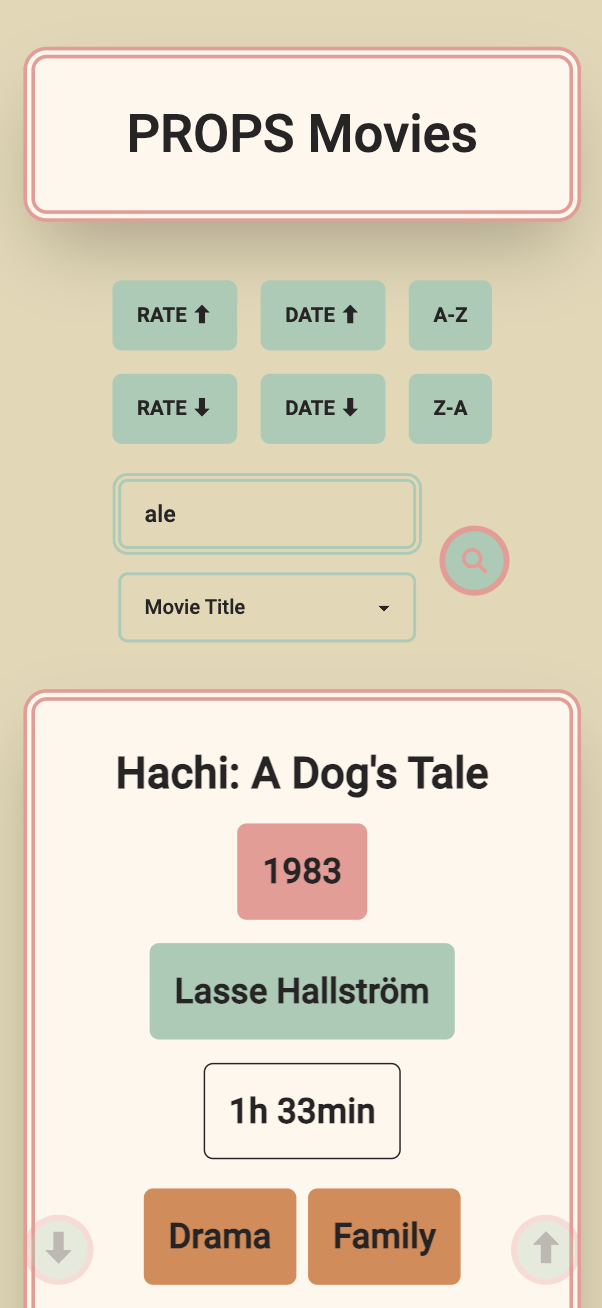 PROPS Movies
RATE ⬆ DATE ⬆ A-Z
RATE ⬇ DATE ⬇ Z-A
ale
Movie Title
Hachi: A Dog's Tale
1983
Lasse Hallström
1h 33min
Drama Family